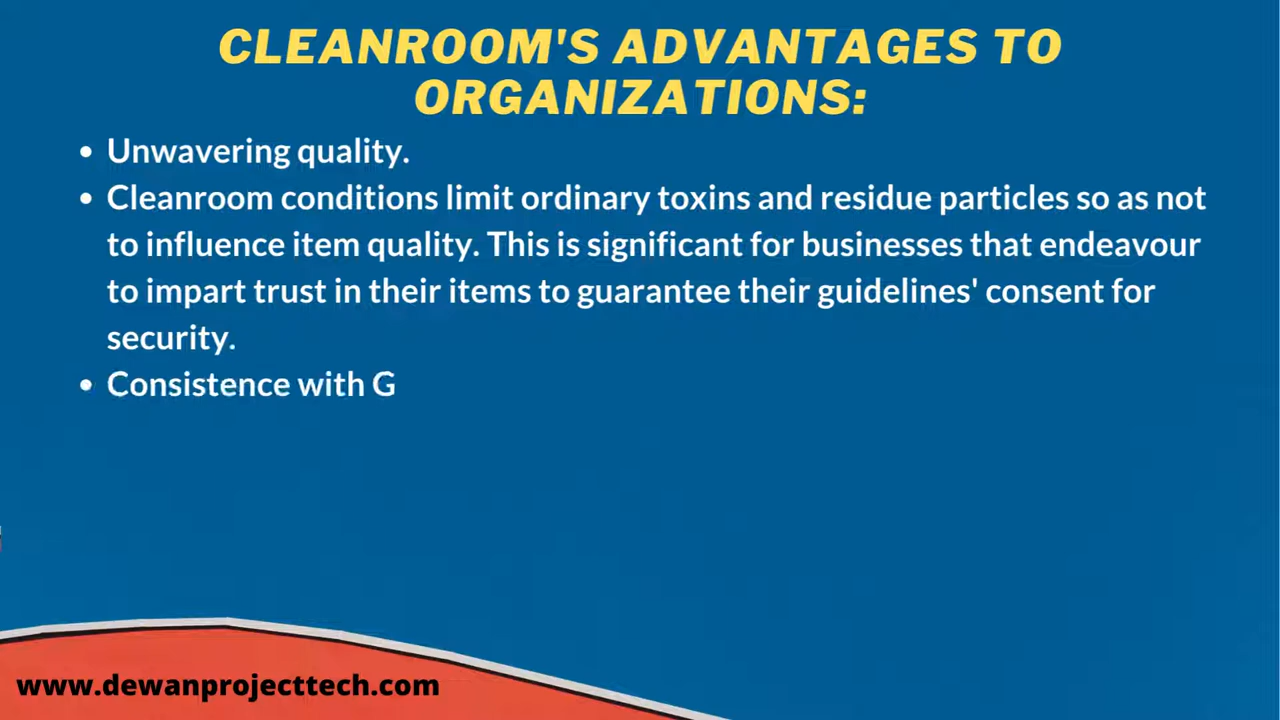 CLEANROOM'S ADVANTAGES TO
ORGANIZATIONS:
• Unwavering quality.
• Cleanroom conditions limit ordinary toxins and residue particles so as not
to influence item quality. This is significant for businesses that endeavour
to impart trust in their items to guarantee their guidelines' consent for
security.
• Consistence with G
www.dewanprojecttech.com